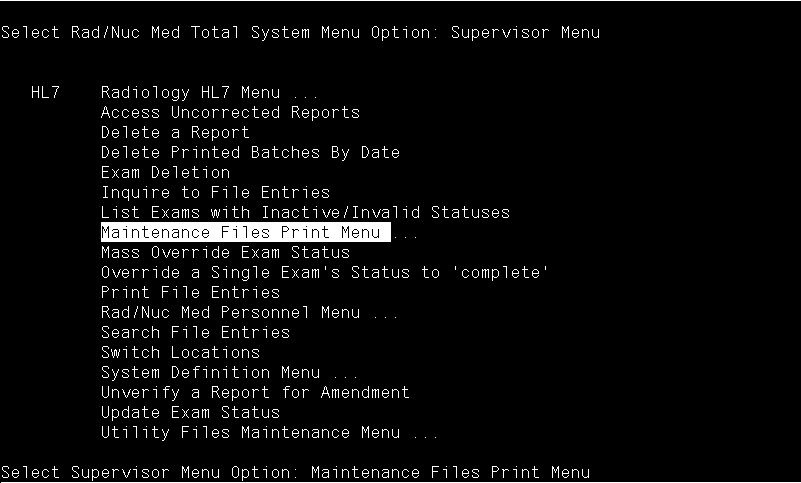 Select Rad/Nuc Med Total System Menu Option: Supervisor Menu
HL7 Radiology HL7 Menu ...
Access Uncorrected Reports
Delete a Report
Delete Printed Batches By Date
Exam Deletion
Inquire to File Entries
List Exams with Inactive/Invalid Statuses
Maintenance Files Print Menu ...
Mass Override Exam Status
Override a Single Exam's Status to 'complete'
Print File Entries
Rad/Nuc Med Personnel Menu ...
Search File Entries
Switch Locations
System Definition Menu ...
Unverify a Report for Amendment
Update Exam Status
Utility Files Maintenance Menu ...
Select Supervisor Menu Option: Maintenance Files Print Menu